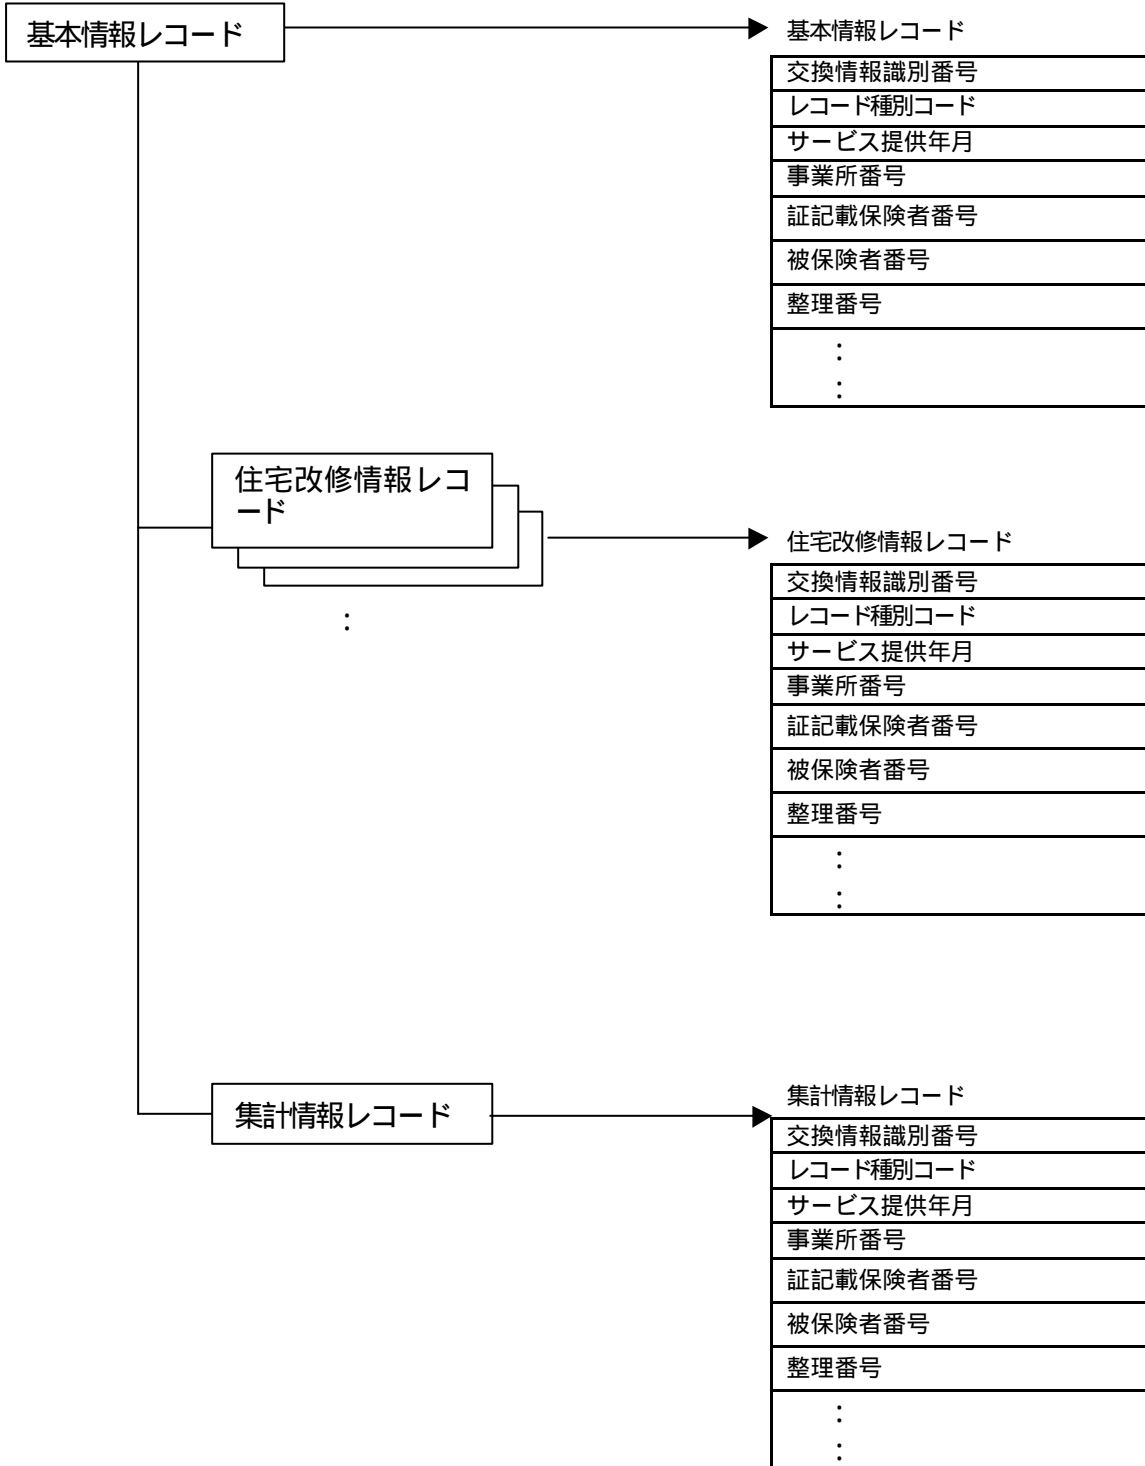 基本情報レコード
基本情報レコード
交換情報識別番号
レコード種別コード
サービス提供年月
事業所番号
証記載保険者番号
被保険者番号
整理番号
:
:
住宅改修情報レコ
ード
:
住宅改修情報レコード
交換情報識別番号
レコード種別コード
サービス提供年月
事業所番号
証記載保険者番号
被保険者番号
整理番号
:
:
集計情報レコード
集計情報レコード
交換情報識別番号
レコード種別コード
サービス提供年月
事業所番号
証記載保険者番号
被保険者番号
整理番号
:
: